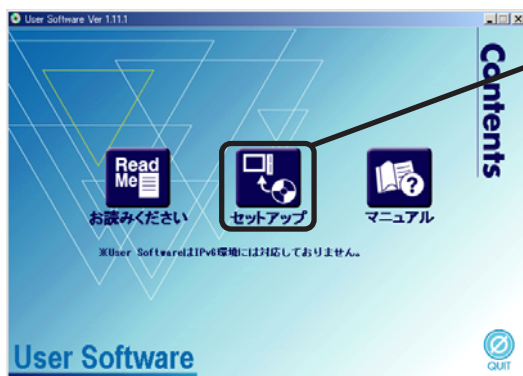 User Software Ver 1.11.1
Contents
Read
Me
お読みください
セットアップ
マニュアル
※User SoftwareはIPv6環境には対応しておりません。
User Software
QUIT